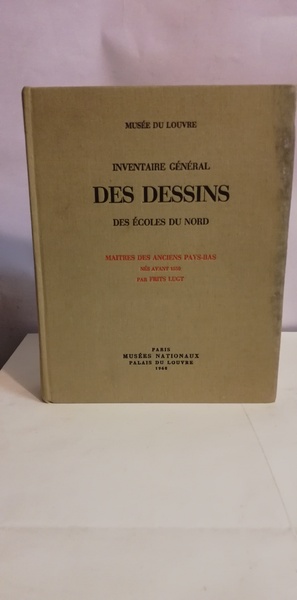 MUSÉE DU LOUVRE
INVENTAIRE GÉNÉRAL
DES DESSINS
DES ÉCOLES DU NORD
MAITRES DES ANCIENS PAYS-BAS
NÉS AVANT 1550
PAR FRITS LUGT
PARIS
MUSÉES NATIONAUX
PALAIS DU LOUVRE
1968